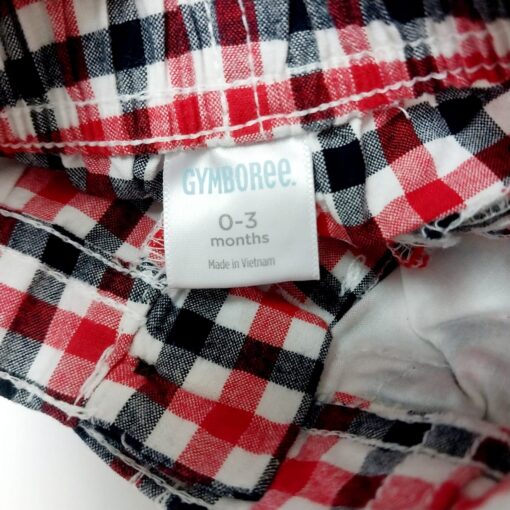 GYMBOREE.
0-3
months
Made in Vietnam